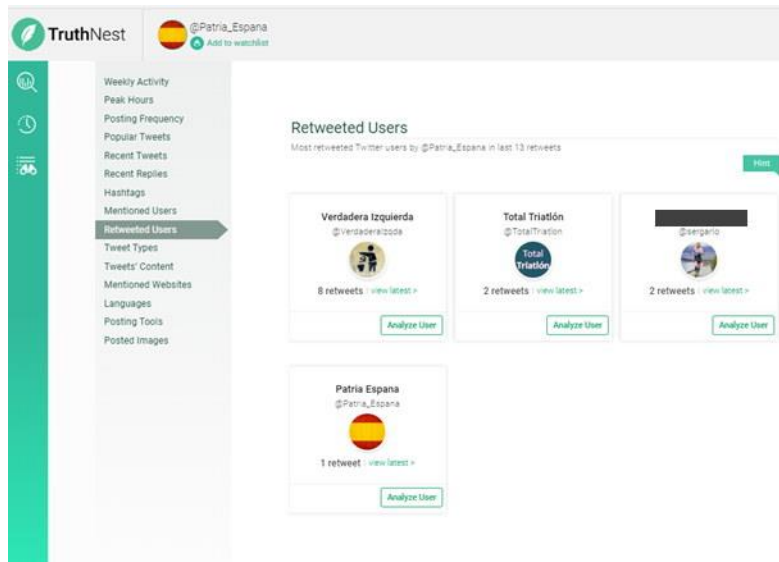 TruthNest
@Patria_Espana
Add to watchlist
Weekly Activity
Peak Hours
Posting Frequency
Popular Tweets
Recent Tweets
Recent Replies
Hashtags
Mentioned Users
Retweeted Users
Tweet Types
Tweets' Content
Mentioned Websites
Languages
Posting Tools
Posted Images
Retweeted Users
Most retweeted Twitter users by @Patria_Espana in last 13 retweets
Hint
Verdadera Izquierda
@VerdaderaIzqda
8 retweets | view latest >
Analyze User
Total Triatlón
@TotalTriatlon
Total
Triatlón
2 retweets | view latest >
Analyze User
@sergario
2 retweets | view latest >
Analyze User
Patria Espana
@Patria_Espana
1 retweet | view latest >
Analyze User